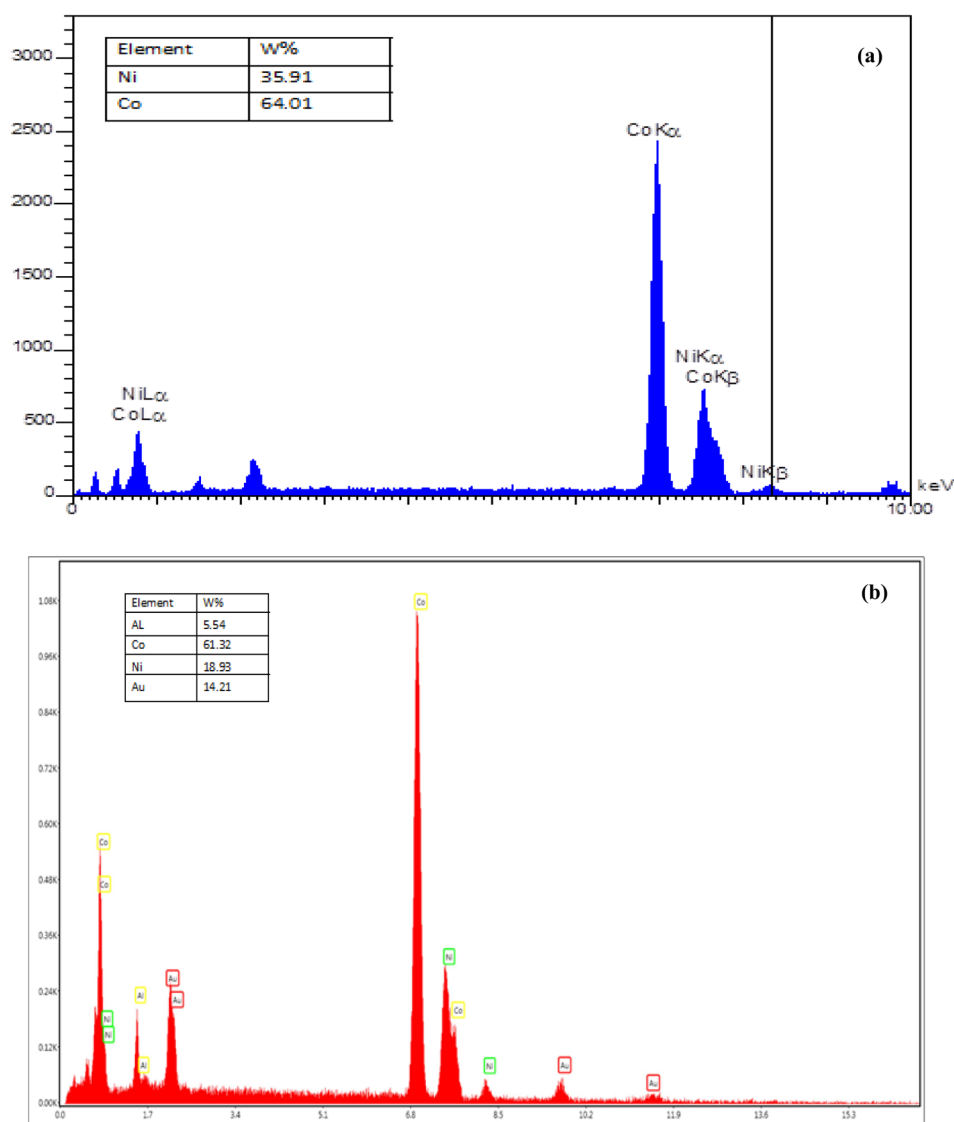 (a)
Element W%
Ni 35.91
Co 64.01
3000
2500
2000
1500
1000
500
0
CoKα
NiKα
CoKβ
NiKβ
NiLα
CoLα
keV
0 10.00
(b)
Element W%
AL 5.54
Co 61.32
Ni 18.93
Au 14.21
1.08K
0.96K
0.84K
0.72K
0.60K
0.48K
0.36K
0.24K
0.12K
0.00K
Co
Co
Co
Ni
Ni
Al
Al
Au
Au
Ni
Co
Ni
Au
Au
0.0 1.7 3.4 5.1 6.8 8.5 10.2 11.9 13.6 15.3